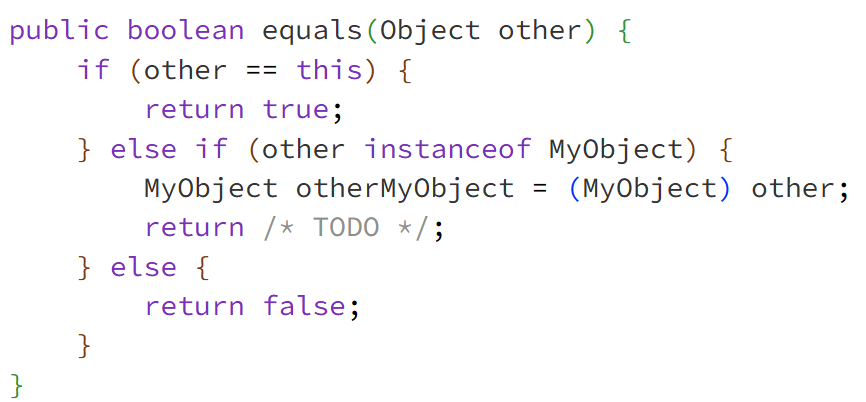 public boolean equals(Object other) {
    if (other == this) {
        return true;
    } else if (other instanceof MyObject) {
        MyObject otherMyObject = (MyObject) other;
        return /* TODO */;
    } else {
        return false;
    }
}